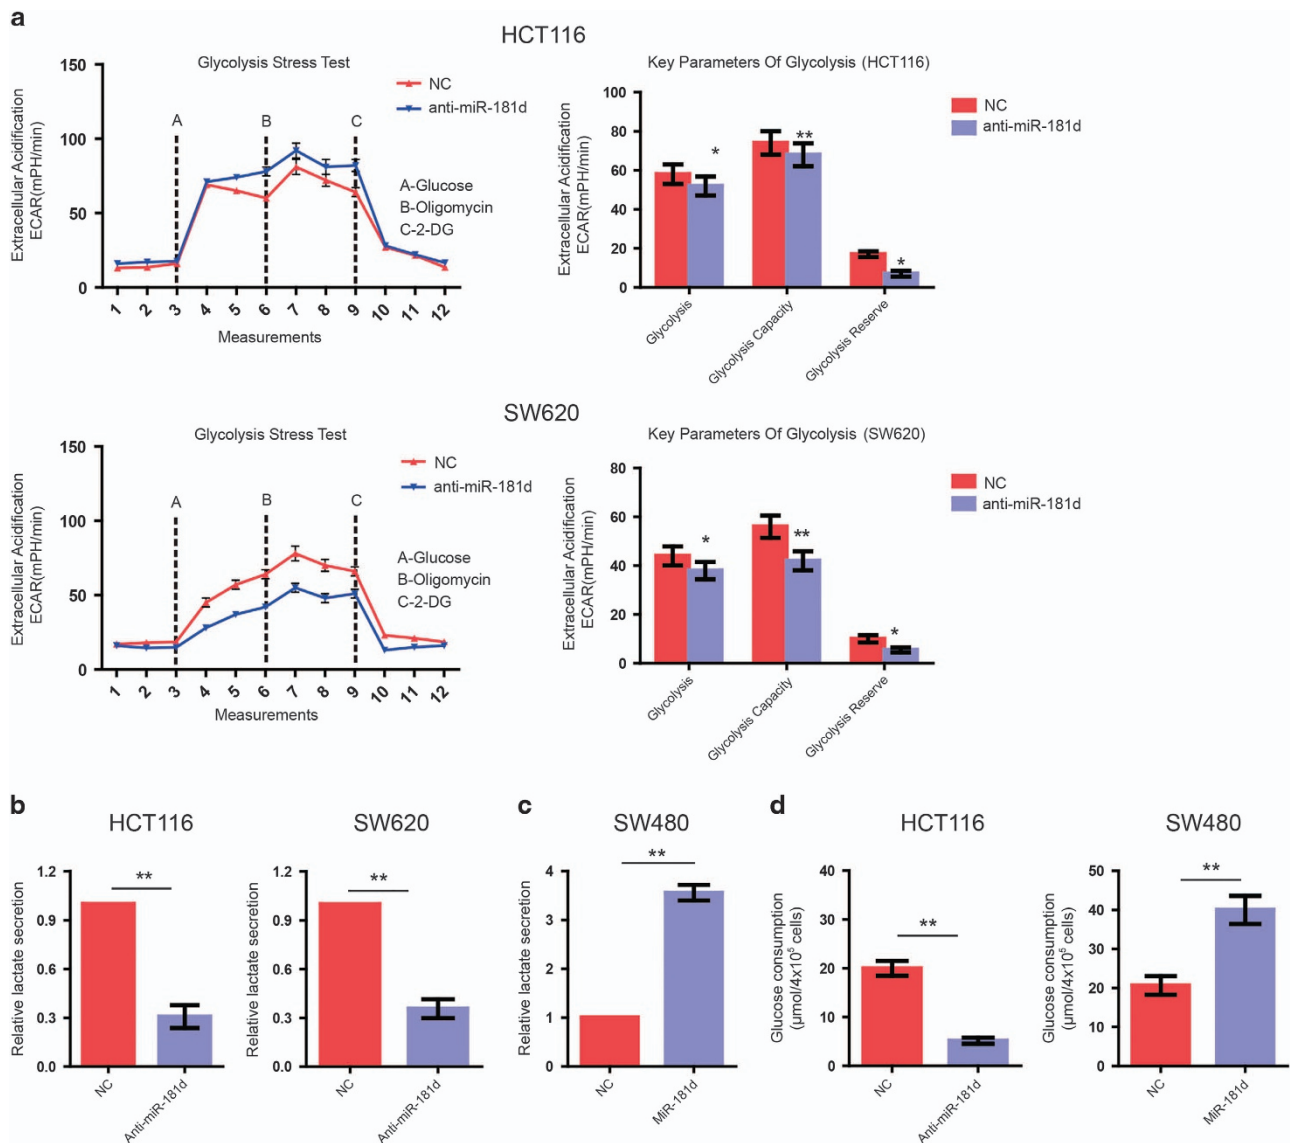 a
HCT116
Glycolysis Stress Test
NC
anti-miR-181d
A
B
C
A-Glucose
B-Oligomycin
C-2-DG
Extracellular Acidification
ECAR(mPH/min)
150
100
50
0
1 2 3 4 5 6 7 8 9 10 11 12
Measurements
Key Parameters Of Glycolysis (HCT116)
NC
anti-miR-181d
Extracellular Acidification
ECAR(mPH/min)
100
80
60
40
20
0
* ** *
Glycolysis
Glycolysis Capacity
Glycolysis Reserve
SW620
Glycolysis Stress Test
NC
anti-miR-181d
A
B
C
A-Glucose
B-Oligomycin
C-2-DG
Extracellular Acidification
ECAR(mPH/min)
150
100
50
0
1 2 3 4 5 6 7 8 9 10 11 12
Measurements
Key Parameters Of Glycolysis (SW620)
NC
anti-miR-181d
Extracellular Acidification
ECAR(mPH/min)
80
60
40
20
0
* ** *
Glycolysis
Glycolysis Capacity
Glycolysis Reserve
b
HCT116
Relative lactate secretion
1.2
0.9
0.6
0.3
0.0
**
NC
Anti-miR-181d
SW620
Relative lactate secretion
1.2
0.9
0.6
0.3
0.0
**
NC
Anti-miR-181d
c
SW480
Relative lactate secretion
4
3
2
1
0
**
NC
MiR-181d
d
HCT116
Glucose consumption
(μmol/4x10⁵ cells)
40
30
20
10
0
**
NC
Anti-miR-181d
SW480
Glucose consumption
(μmol/4x10⁵ cells)
50
40
30
20
10
0
**
NC
MiR-181d